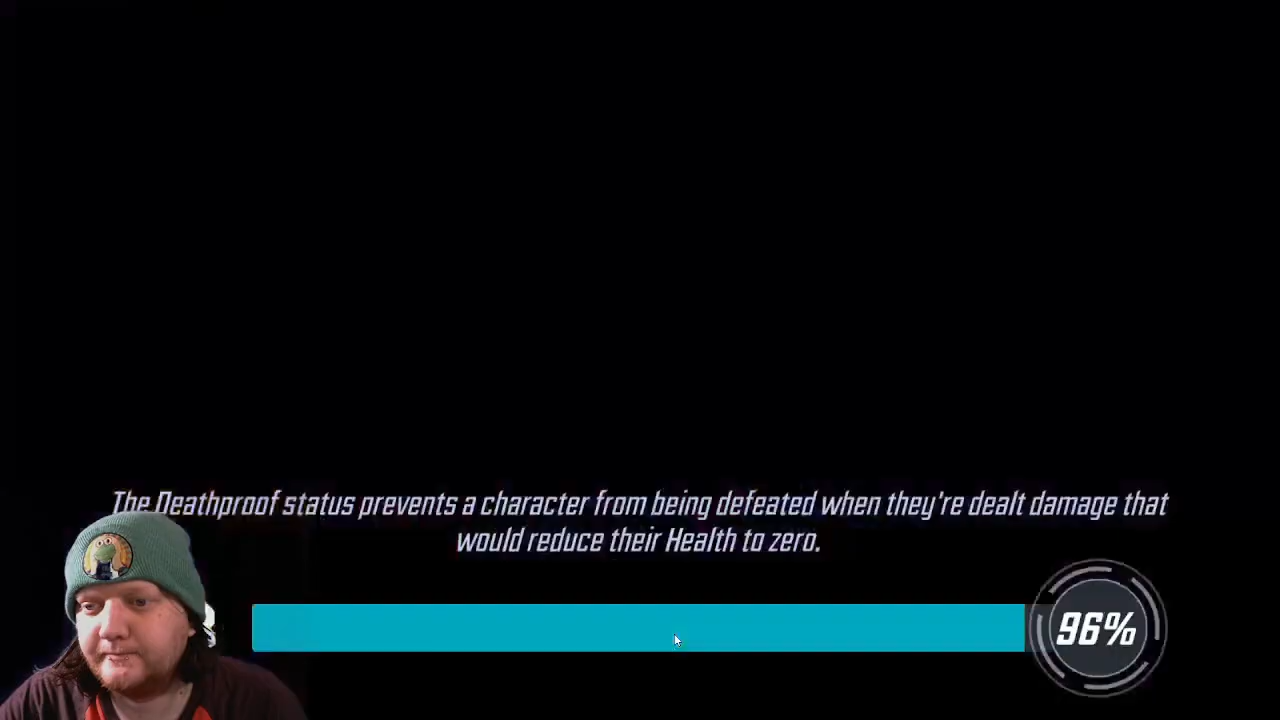 The Deathproof status prevents a character from being defeated when they're dealt damage that
would reduce their Health to zero.
96%